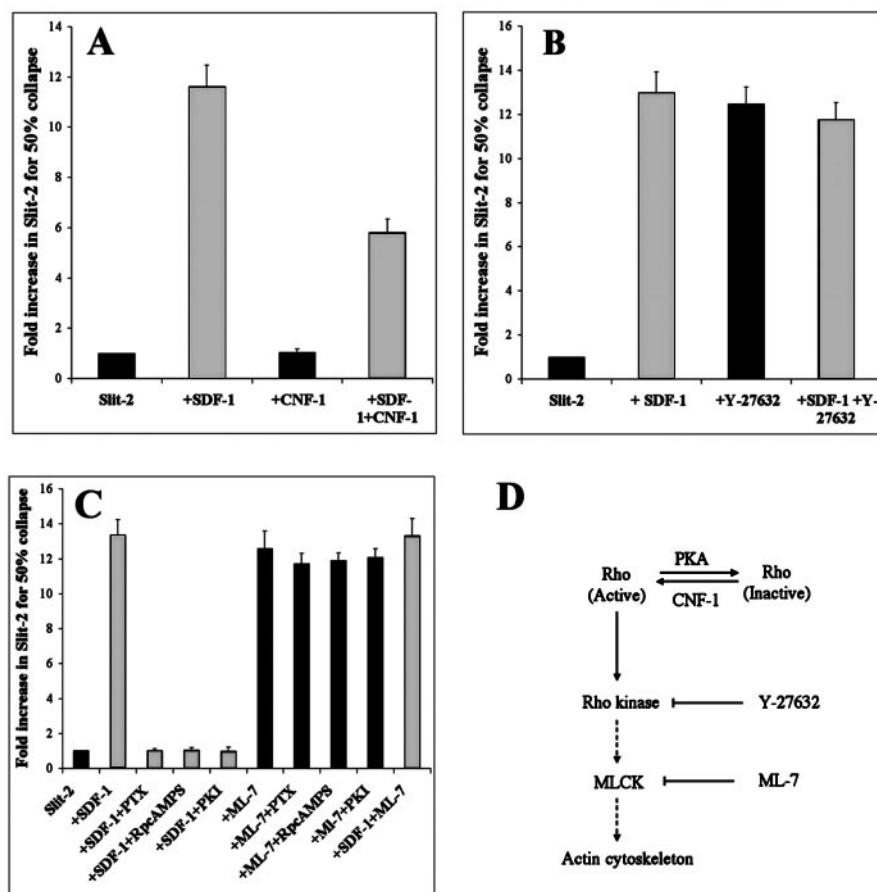 A
Fold increase in Slit-2 for 50% collapse
14
12
10
8
6
4
2
0
Slit-2
+SDF-1
+CNF-1
+SDF-
1+CNF-1
B
Fold increase in Slit-2 for 50% collapse
16
14
12
10
8
6
4
2
0
Slit-2
+ SDF-1
+Y-27632
+SDF-1 +Y-
27632
C
Fold increase in Slit-2 for 50% collapse
16
14
12
10
8
6
4
2
0
Slit-2
+SDF-1
+SDF-1+PTX
+SDF-1+RpcAMPS
+SDF-1+PKI
+ML-7
+ML-7+PTX
+ML-7+RpcAMPS
+Ml-7+PKI
+SDF-1+ML-7
D
PKA
Rho Rho
(Active) (Inactive)
CNF-1
Rho kinase Y-27632
MLCK ML-7
Actin cytoskeleton